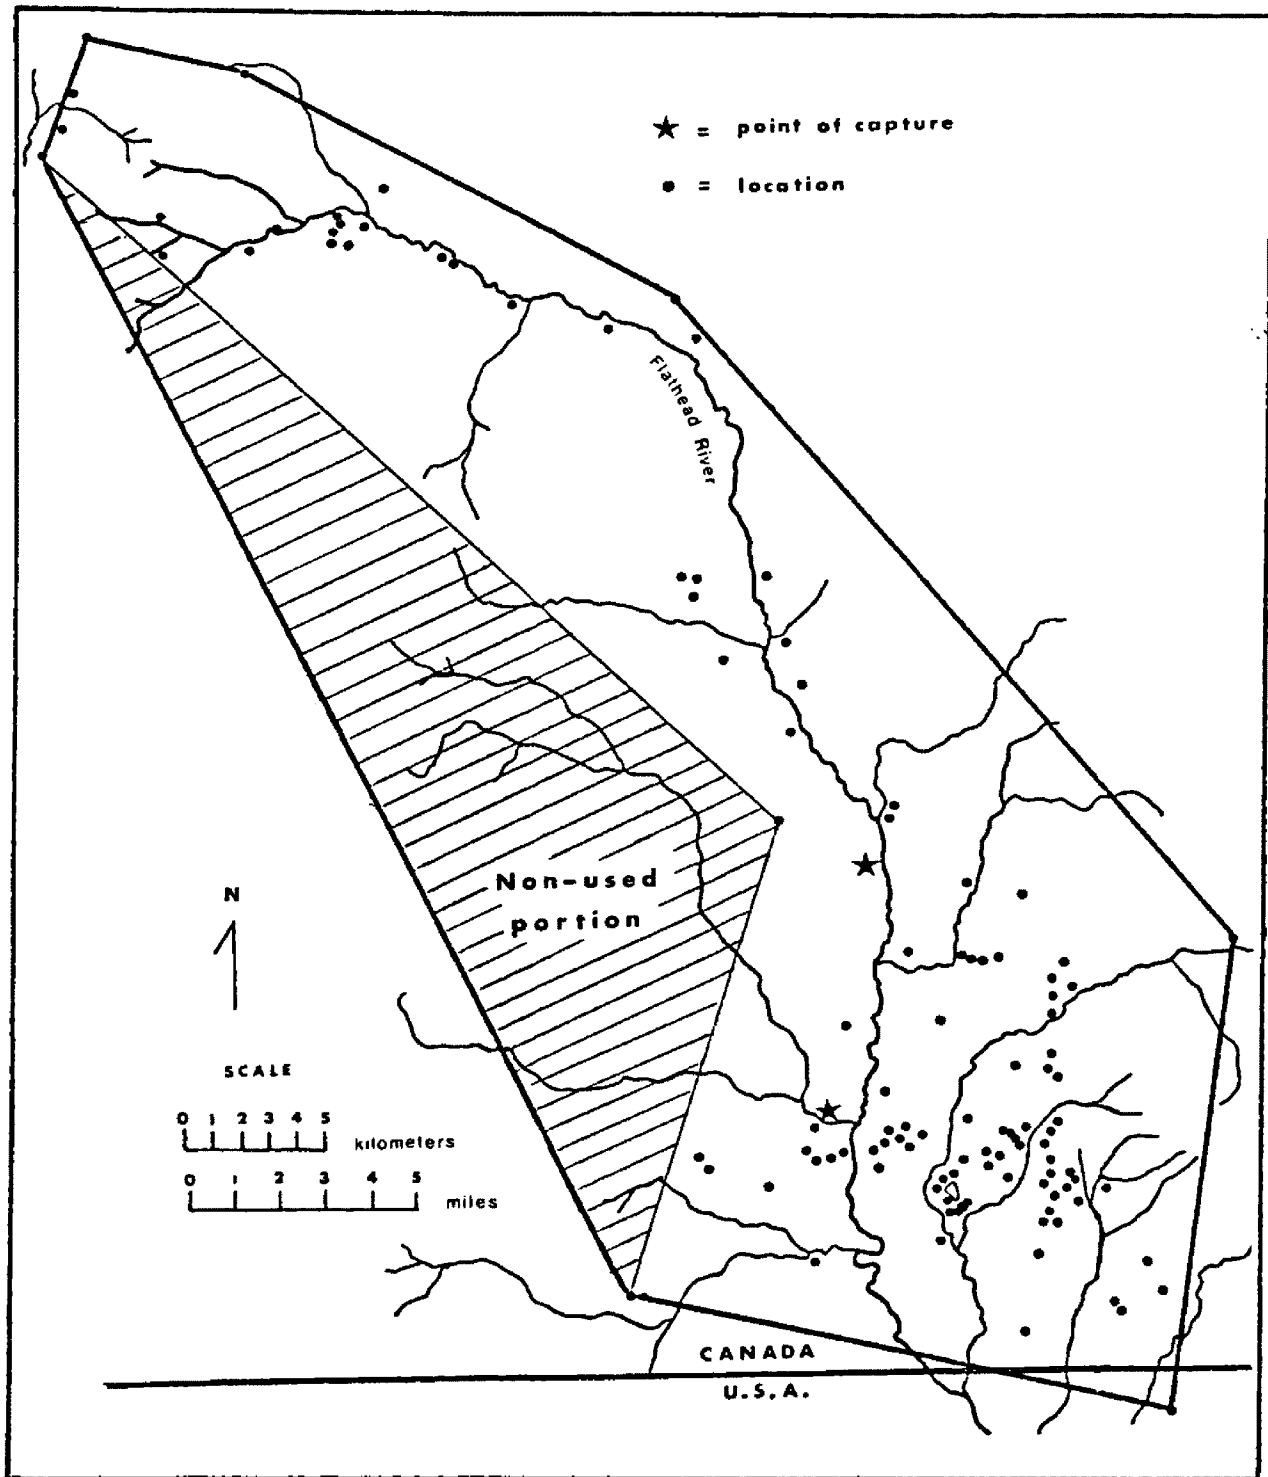 ★ = point of capture
● = location
Flathead River
Non-used
portion
N
SCALE
0 1 2 3 4 5
kilometers
0 1 2 3 4 5
miles
CANADA
U.S.A.